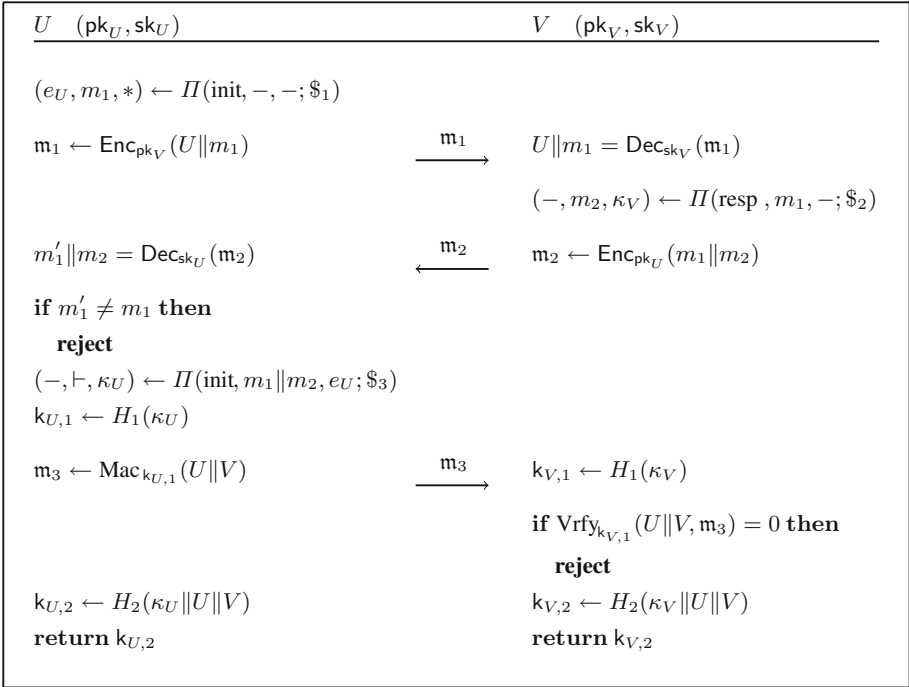 U (pk_U, sk_U) V (pk_V, sk_V)
(e_U, m_1, ∗) ← Π(init, −, −; $_1)
𝔪_1 ← Enc_{pk_V}(U‖m_1) 𝔪_1 U‖m_1 = Dec_{sk_V}(𝔪_1)
(−, m_2, κ_V) ← Π(resp , m_1, −; $_2)
m′_1‖m_2 = Dec_{sk_U}(𝔪_2) 𝔪_2 𝔪_2 ← Enc_{pk_U}(m_1‖m_2)
if m′_1 ≠ m_1 then
reject
(−, ⊢, κ_U) ← Π(init, m_1‖m_2, e_U; $_3)
k_{U,1} ← H_1(κ_U)
𝔪_3 ← Mac_{k_{U,1}}(U‖V) 𝔪_3 k_{V,1} ← H_1(κ_V)
if Vrfy_{k_{V,1}}(U‖V, 𝔪_3) = 0 then
reject
k_{U,2} ← H_2(κ_U‖U‖V) k_{V,2} ← H_2(κ_V‖U‖V)
return k_{U,2} return k_{V,2}